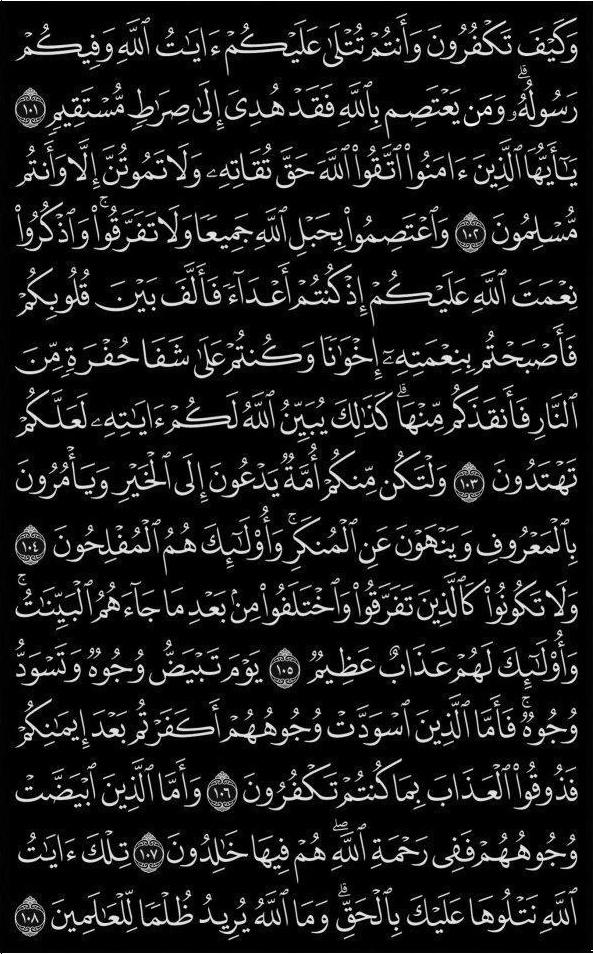 وَكَيْفَ تَكْفُرُونَ وَأَنتُمْ تُتْلَىٰ عَلَيْكُمْ ءَايَٰتُ ٱللَّهِ وَفِيكُمْ
رَسُولُهُۥ ۗ وَمَن يَعْتَصِم بِٱللَّهِ فَقَدْ هُدِىَ إِلَىٰ صِرَٰطٍ مُّسْتَقِيمٍ ١٠١
يَٰٓأَيُّهَا ٱلَّذِينَ ءَامَنُوا۟ ٱتَّقُوا۟ ٱللَّهَ حَقَّ تُقَاتِهِۦ وَلَا تَمُوتُنَّ إِلَّا وَأَنتُم
مُّسْلِمُونَ ١٠٢ وَٱعْتَصِمُوا۟ بِحَبْلِ ٱللَّهِ جَمِيعًا وَلَا تَفَرَّقُوا۟ ۚ وَٱذْكُرُوا۟
نِعْمَتَ ٱللَّهِ عَلَيْكُمْ إِذْ كُنتُمْ أَعْدَآءً فَأَلَّفَ بَيْنَ قُلُوبِكُمْ
فَأَصْبَحْتُم بِنِعْمَتِهِۦٓ إِخْوَٰنًا وَكُنتُمْ عَلَىٰ شَفَا حُفْرَةٍ مِّنَ
ٱلنَّارِ فَأَنقَذَكُم مِّنْهَا ۗ كَذَٰلِكَ يُبَيِّنُ ٱللَّهُ لَكُمْ ءَايَٰتِهِۦ لَعَلَّكُمْ
تَهْتَدُونَ ١٠٣ وَلْتَكُن مِّنكُمْ أُمَّةٌ يَدْعُونَ إِلَى ٱلْخَيْرِ وَيَأْمُرُونَ
بِٱلْمَعْرُوفِ وَيَنْهَوْنَ عَنِ ٱلْمُنكَرِ ۚ وَأُو۟لَٰٓئِكَ هُمُ ٱلْمُفْلِحُونَ ١٠٤
وَلَا تَكُونُوا۟ كَٱلَّذِينَ تَفَرَّقُوا۟ وَٱخْتَلَفُوا۟ مِنۢ بَعْدِ مَا جَآءَهُمُ ٱلْبَيِّنَٰتُ ۚ
وَأُو۟لَٰٓئِكَ لَهُمْ عَذَابٌ عَظِيمٌ ١٠٥ يَوْمَ تَبْيَضُّ وُجُوهٌ وَتَسْوَدُّ
وُجُوهٌ ۚ فَأَمَّا ٱلَّذِينَ ٱسْوَدَّتْ وُجُوهُهُمْ أَكَفَرْتُم بَعْدَ إِيمَٰنِكُمْ
فَذُوقُوا۟ ٱلْعَذَابَ بِمَا كُنتُمْ تَكْفُرُونَ ١٠٦ وَأَمَّا ٱلَّذِينَ ٱبْيَضَّتْ
وُجُوهُهُمْ فَفِى رَحْمَةِ ٱللَّهِ ۖ هُمْ فِيهَا خَٰلِدُونَ ١٠٧ تِلْكَ ءَايَٰتُ
ٱللَّهِ نَتْلُوهَا عَلَيْكَ بِٱلْحَقِّ ۗ وَمَا ٱللَّهُ يُرِيدُ ظُلْمًا لِّلْعَٰلَمِينَ ١٠٨